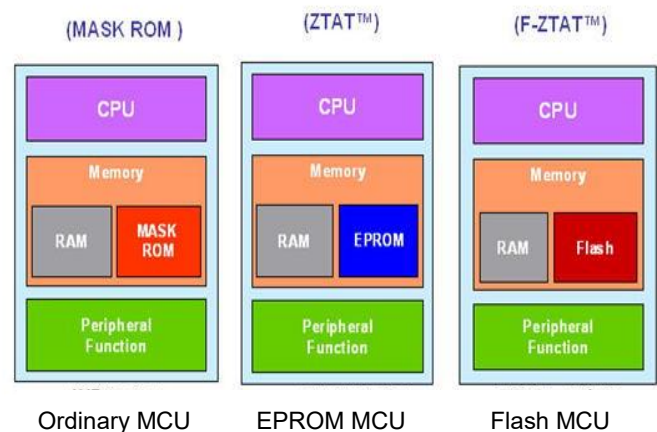 (MASK ROM )
(ZTAT™)
(F-ZTAT™)
CPU
Memory
RAM
MASK
ROM
Peripheral
Function
CPU
Memory
RAM
EPROM
Peripheral
Function
CPU
Memory
RAM
Flash
Peripheral
Function
Ordinary MCU
EPROM MCU
Flash MCU